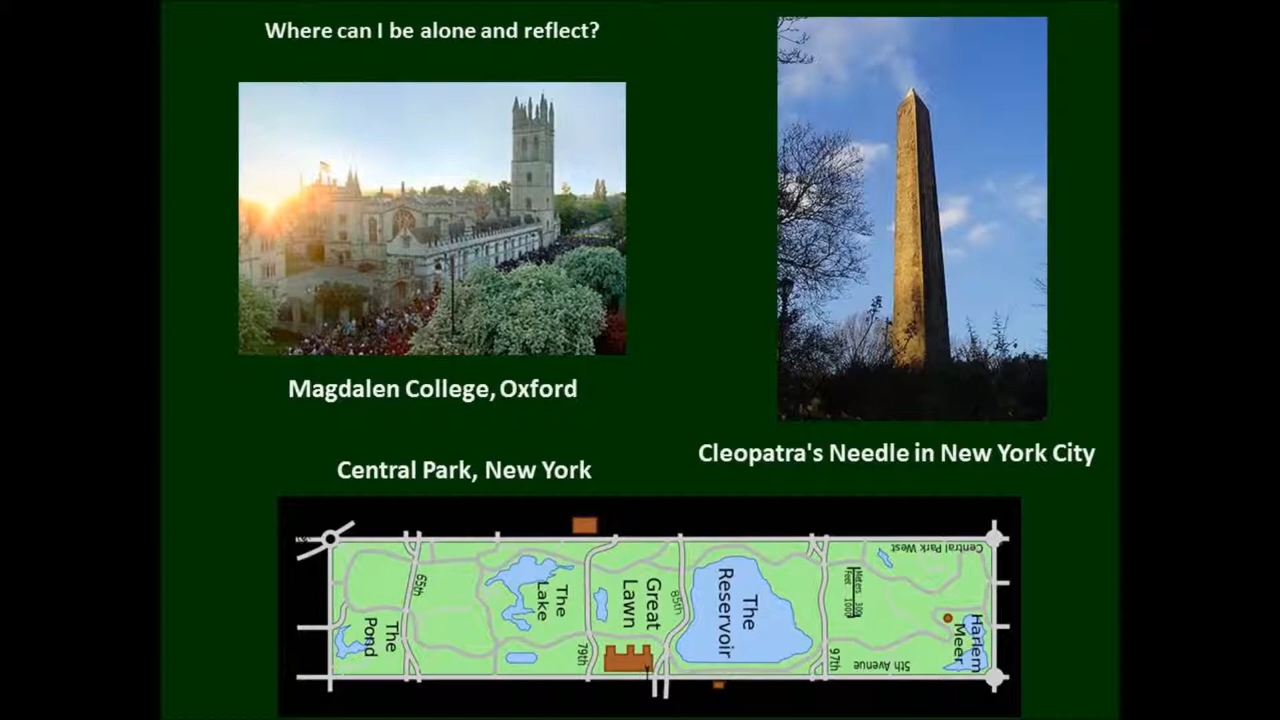 Where can I be alone and reflect?
Magdalen College, Oxford
Cleopatra's Needle in New York City
Central Park, New York
Central Park West
65th
The
Lake
Great
Lawn
85th
The
Reservoir
Meters
Feet
The
Pond
79th
97th
5th Avenue
Harlem
Meer